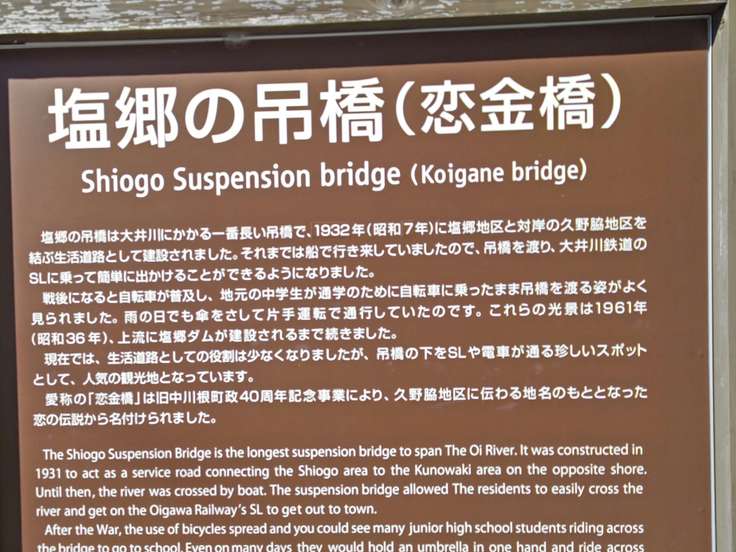 塩郷の吊橋(恋金橋)
Shiogo Suspension bridge (Koigane bridge)
塩郷の吊橋は大井川にかかる一番長い吊橋で、1932年(昭和7年)に塩郷地区と対岸の久野脇地区を
結ぶ生活道路として建設されました。それまでは船で行き来していましたので、吊橋を渡り、大井川鉄道の
SLに乗って簡単に出かけることができるようになりました。
戦後になると自転車が普及し、地元の中学生が通学のために自転車に乗ったまま吊橋を渡る姿がよく
見られました。雨の日でも傘をさして片手運転で通行していたのです。これらの光景は1961年
(昭和36年)、上流に塩郷ダムが建設されるまで続きました。
現在では、生活道路としての役割は少なくなりましたが、吊橋の下をSLや電車が通る珍しいスポット
として、人気の観光地となっています。
愛称の「恋金橋」は旧中川根町政40周年記念事業により、久野脇地区に伝わる地名のもととなった
恋の伝説から名付けられました。
The Shiogo Suspension Bridge is the longest suspension bridge to span The Oi River. It was constructed in
1931 to act as a service road connecting the Shiogo area to the Kunowaki area on the opposite shore.
Until then, the river was crossed by boat. The suspension bridge allowed The residents to easily cross the
river and get on the Oigawa Railway's SL to get out to town.
After the War, the use of bicycles spread and you could see many junior high school students riding across
the bridge to go to school. Even on many days they would hold an umbrella in one hand and ride across